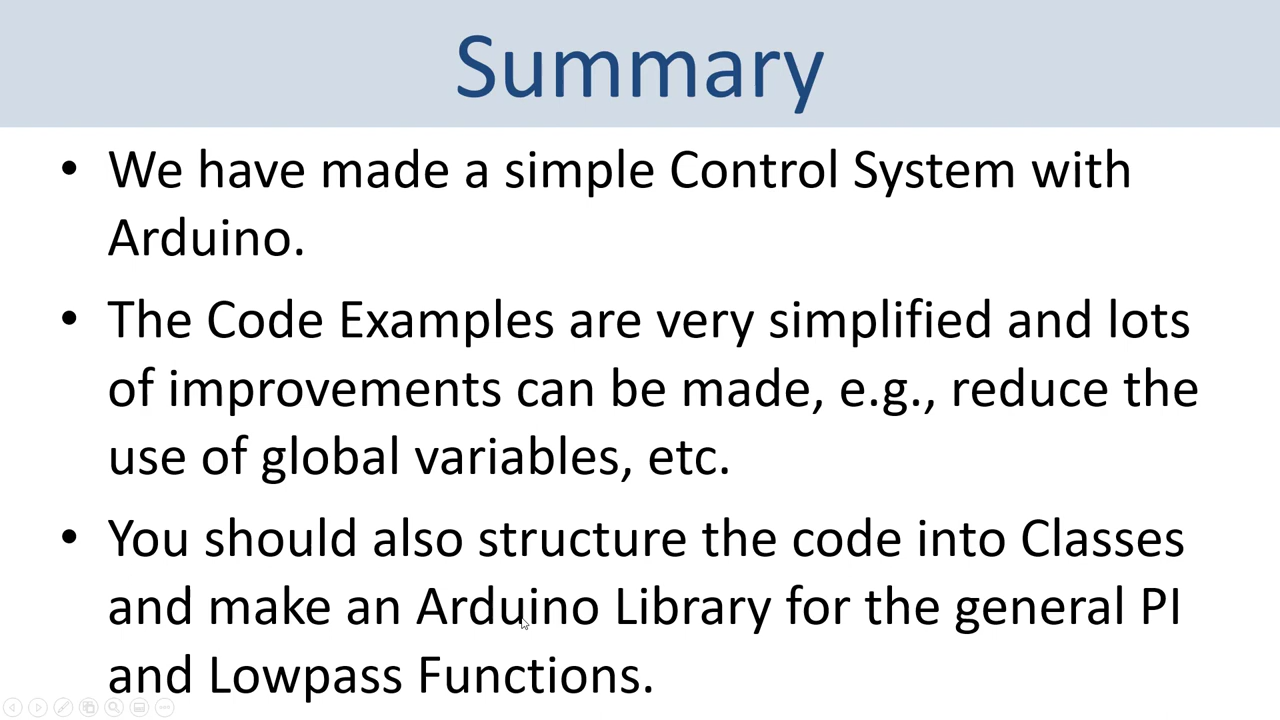 Summary
• We have made a simple Control System with
Arduino.
• The Code Examples are very simplified and lots
of improvements can be made, e.g., reduce the
use of global variables, etc.
• You should also structure the code into Classes
and make an Arduino Library for the general PI
and Lowpass Functions.